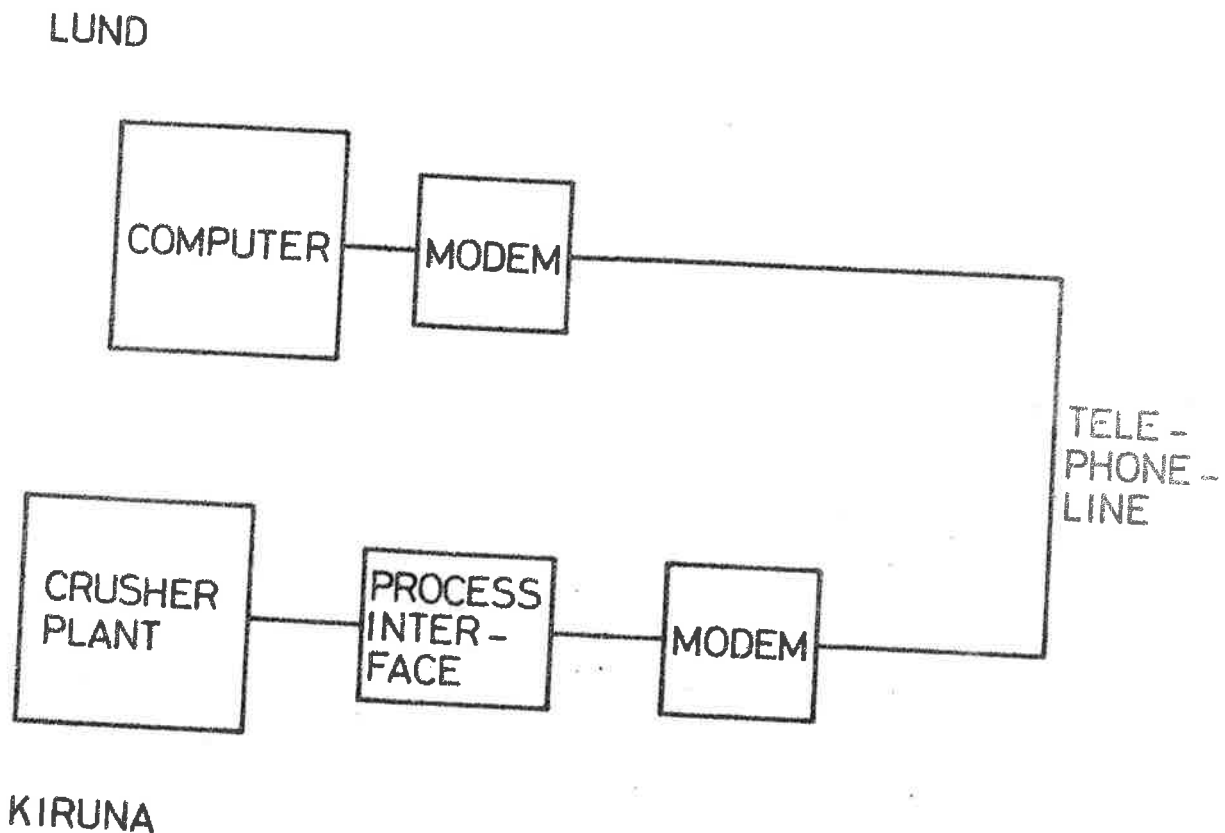 LUND
COMPUTER
MODEM
TELE-
PHONE-
LINE
CRUSHER
PLANT
PROCESS
INTER-
FACE
MODEM
KIRUNA